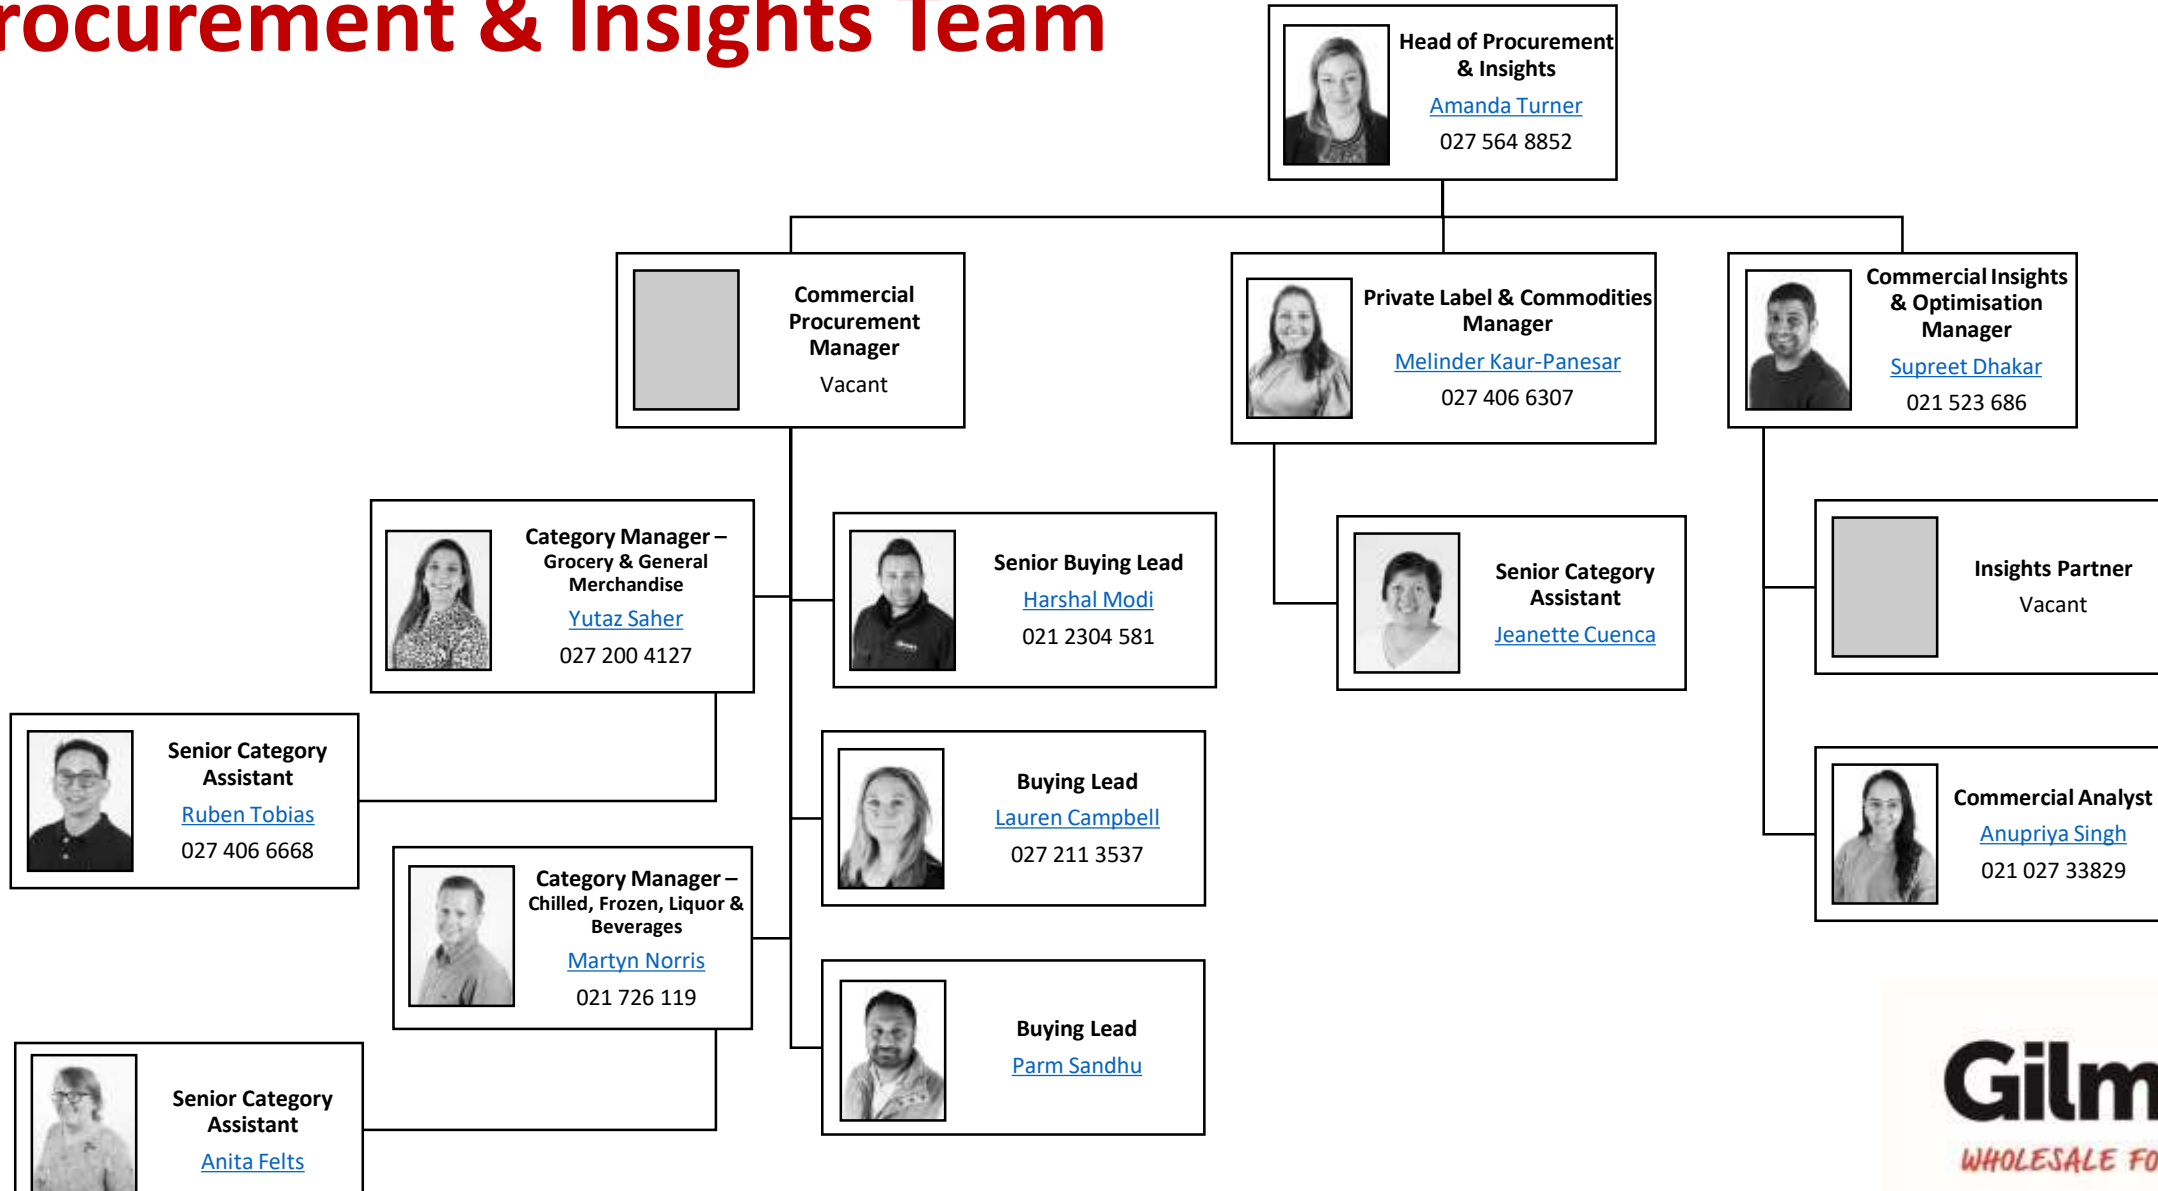 rocurement & Insights Team
Head of Procurement
& Insights
Amanda Turner
027 564 8852
Commercial
Procurement
Manager
Vacant
Private Label & Commodities
Manager
Melinder Kaur-Panesar
027 406 6307
Commercial Insights
& Optimisation
Manager
Supreet Dhakar
021 523 686
Category Manager –
Grocery & General
Merchandise
Yutaz Saher
027 200 4127
Senior Buying Lead
Harshal Modi
021 2304 581
Senior Category
Assistant
Jeanette Cuenca
Insights Partner
Vacant
Senior Category
Assistant
Ruben Tobias
027 406 6668
Buying Lead
Lauren Campbell
027 211 3537
Commercial Analyst
Anupriya Singh
021 027 33829
Category Manager –
Chilled, Frozen, Liquor &
Beverages
Martyn Norris
021 726 119
Buying Lead
Parm Sandhu
Senior Category
Assistant
Anita Felts
Gilm
WHOLESALE FO